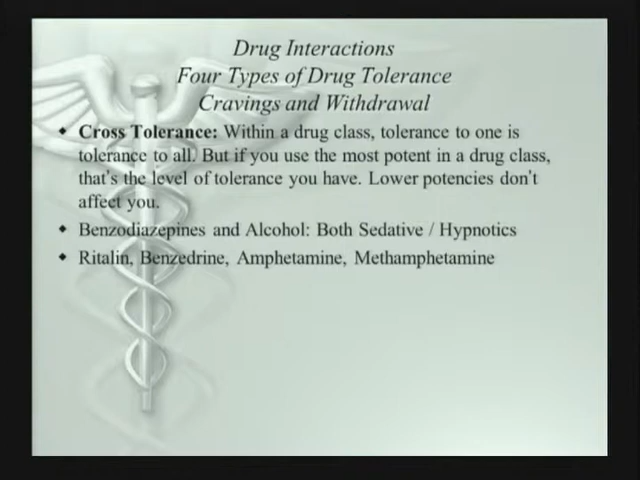 Drug Interactions
Four Types of Drug Tolerance
Cravings and Withdrawal
◆ Cross Tolerance: Within a drug class, tolerance to one is
tolerance to all. But if you use the most potent in a drug class,
that's the level of tolerance you have. Lower potencies don't
affect you.
◆ Benzodiazepines and Alcohol: Both Sedative / Hypnotics
◆ Ritalin, Benzedrine, Amphetamine, Methamphetamine